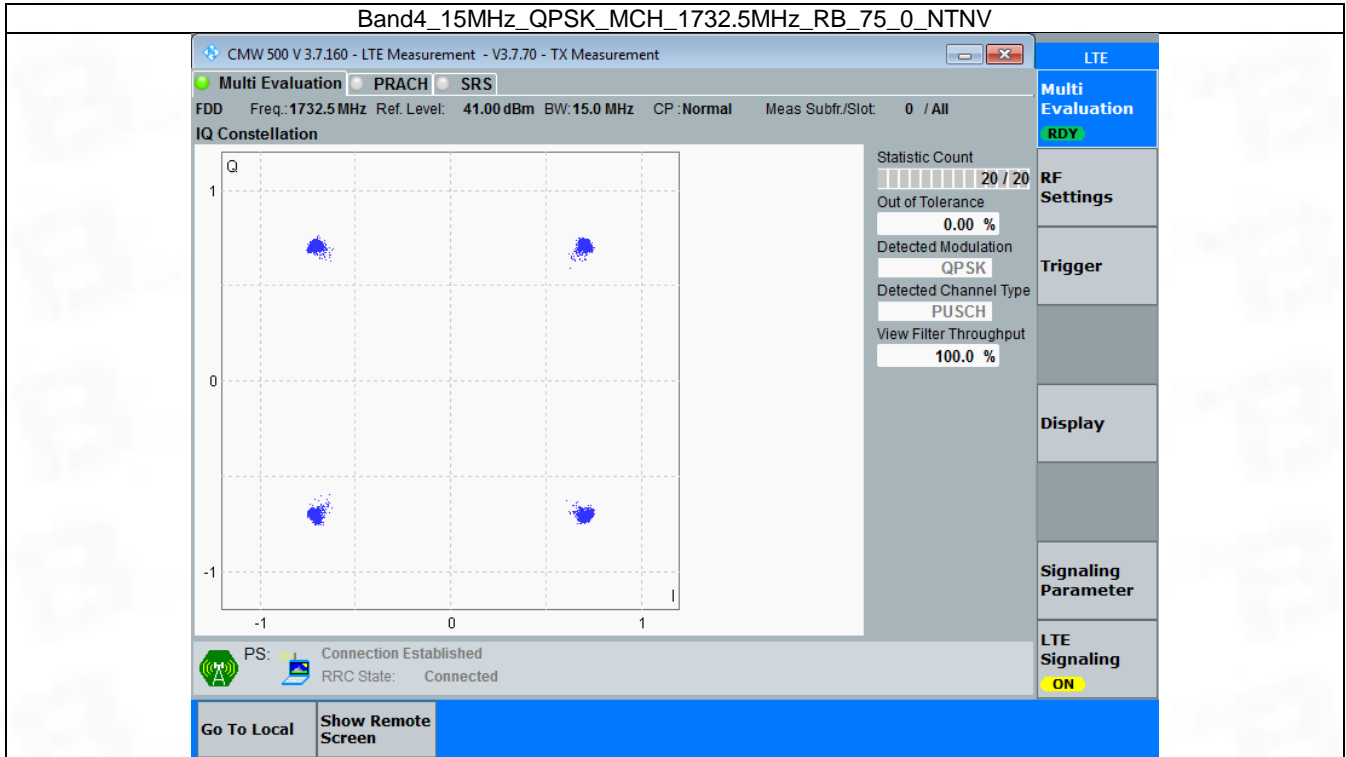 Band4_15MHz_QPSK_MCH_1732.5MHz_RB_75_0_NTNV
CMW 500 V 3.7.160 - LTE Measurement - V3.7.70 - TX Measurement
LTE
Multi Evaluation PRACH SRS
FDD Freq.: 1732.5 MHz Ref. Level: 41.00 dBm BW: 15.0 MHz CP : Normal Meas Subfr./Slot: 0 / All
IQ Constellation
Q
1
0
-1
I
-1 0 1
Statistic Count
20 / 20
Out of Tolerance
0.00 %
Detected Modulation
QPSK
Detected Channel Type
PUSCH
View Filter Throughput
100.0 %
Multi
Evaluation
RDY
RF
Settings
Trigger
Display
Signaling
Parameter
LTE
Signaling
ON
PS: Connection Established
RRC State: Connected
Go To Local
Show Remote
Screen